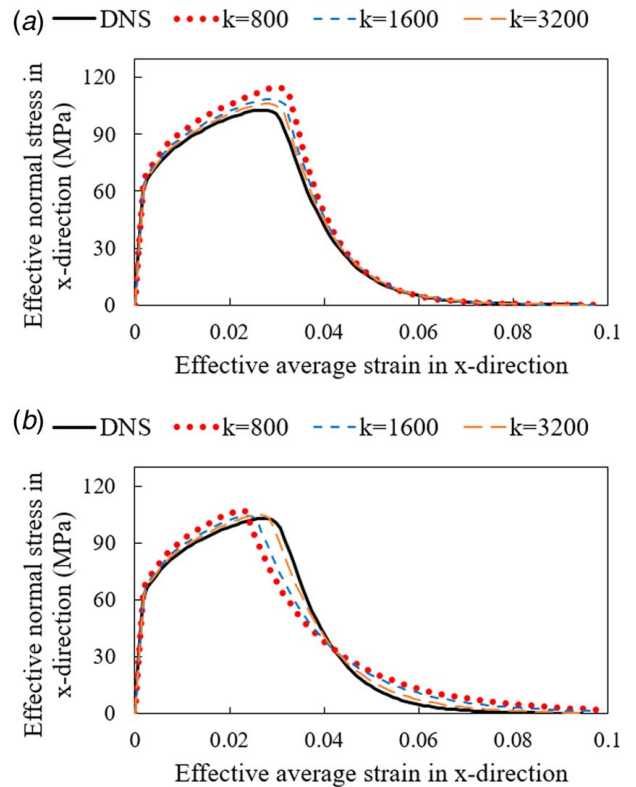 (a) DNS k=800 k=1600 k=3200
120
90
60
30
0
0 0.02 0.04 0.06 0.08 0.1
Effective normal stress in
x-direction (MPa)
Effective average strain in x-direction
(b) DNS k=800 k=1600 k=3200
120
90
60
30
0
0 0.02 0.04 0.06 0.08 0.1
Effective normal stress in
x-direction (MPa)
Effective average strain in x-direction